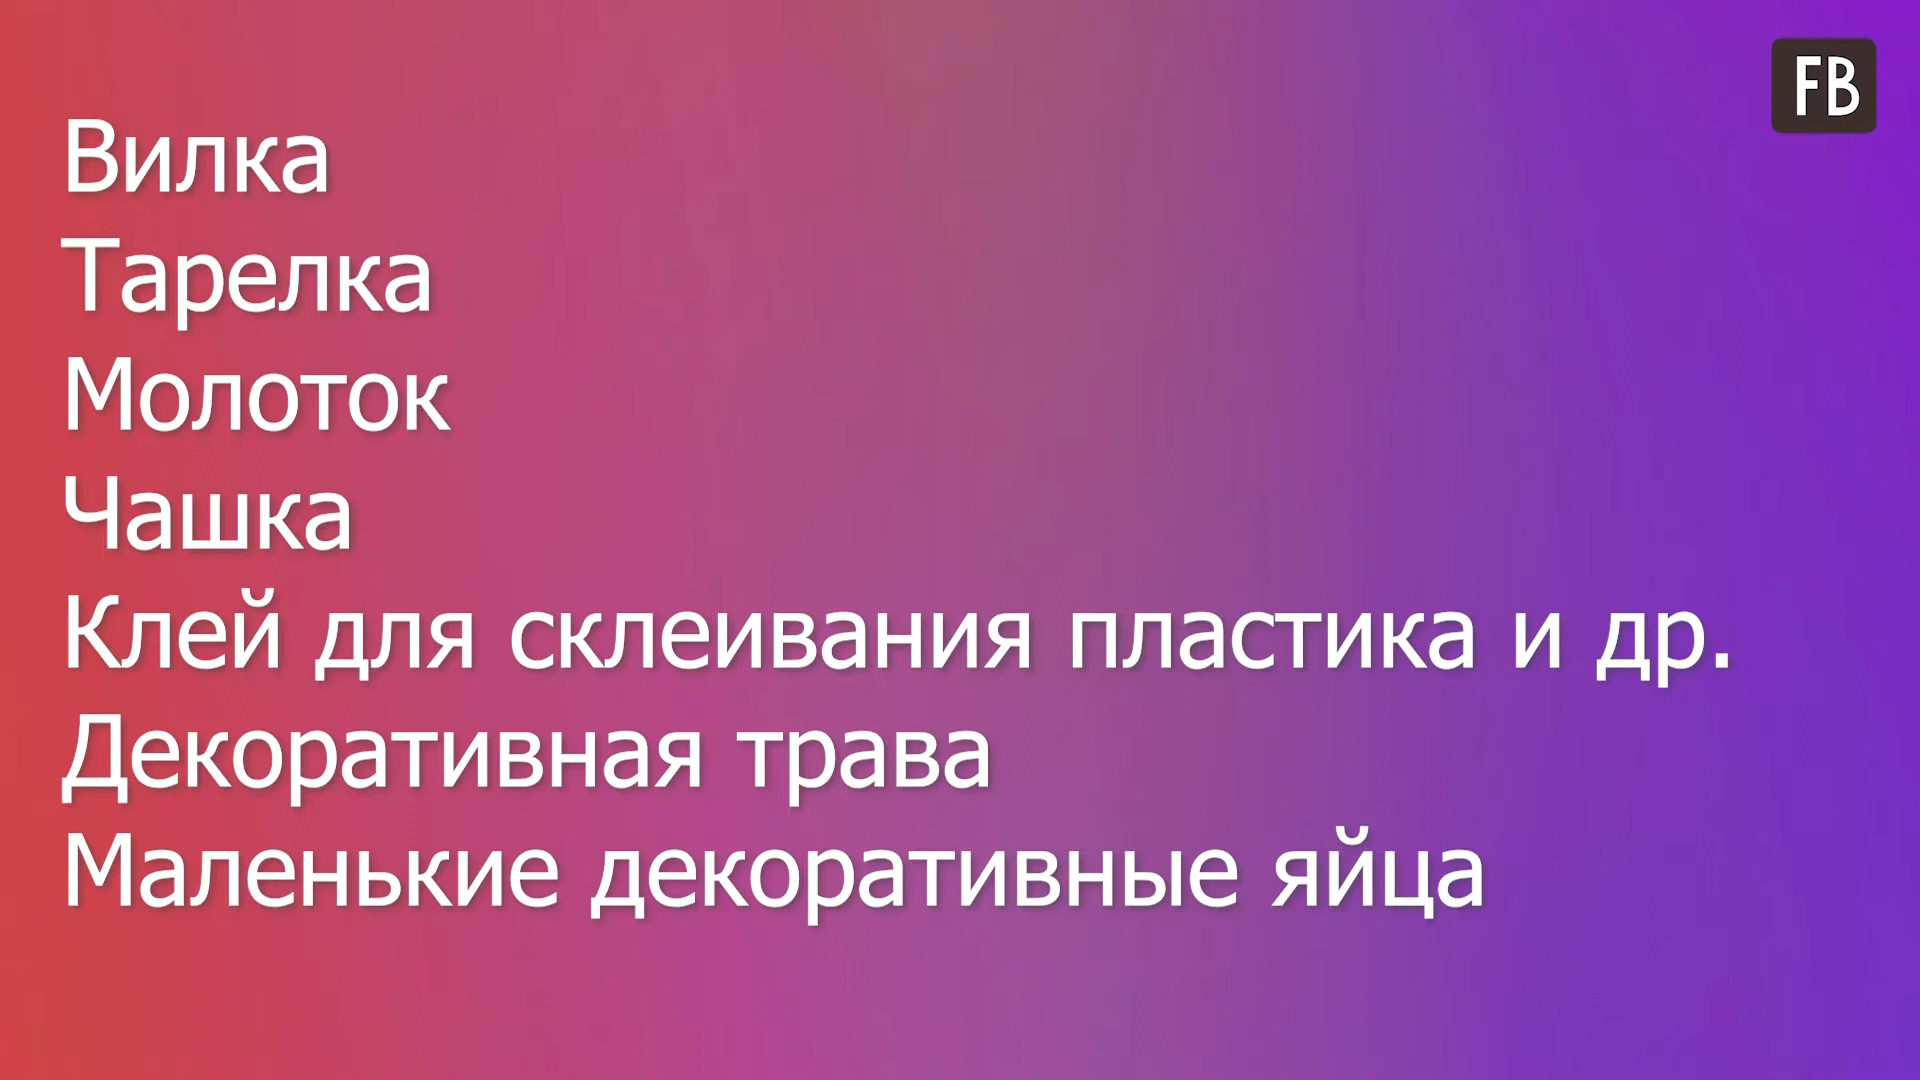 FB
Вилка
Тарелка
Молоток
Чашка
Клей для склеивания пластика и др.
Декоративная трава
Маленькие декоративные яйца